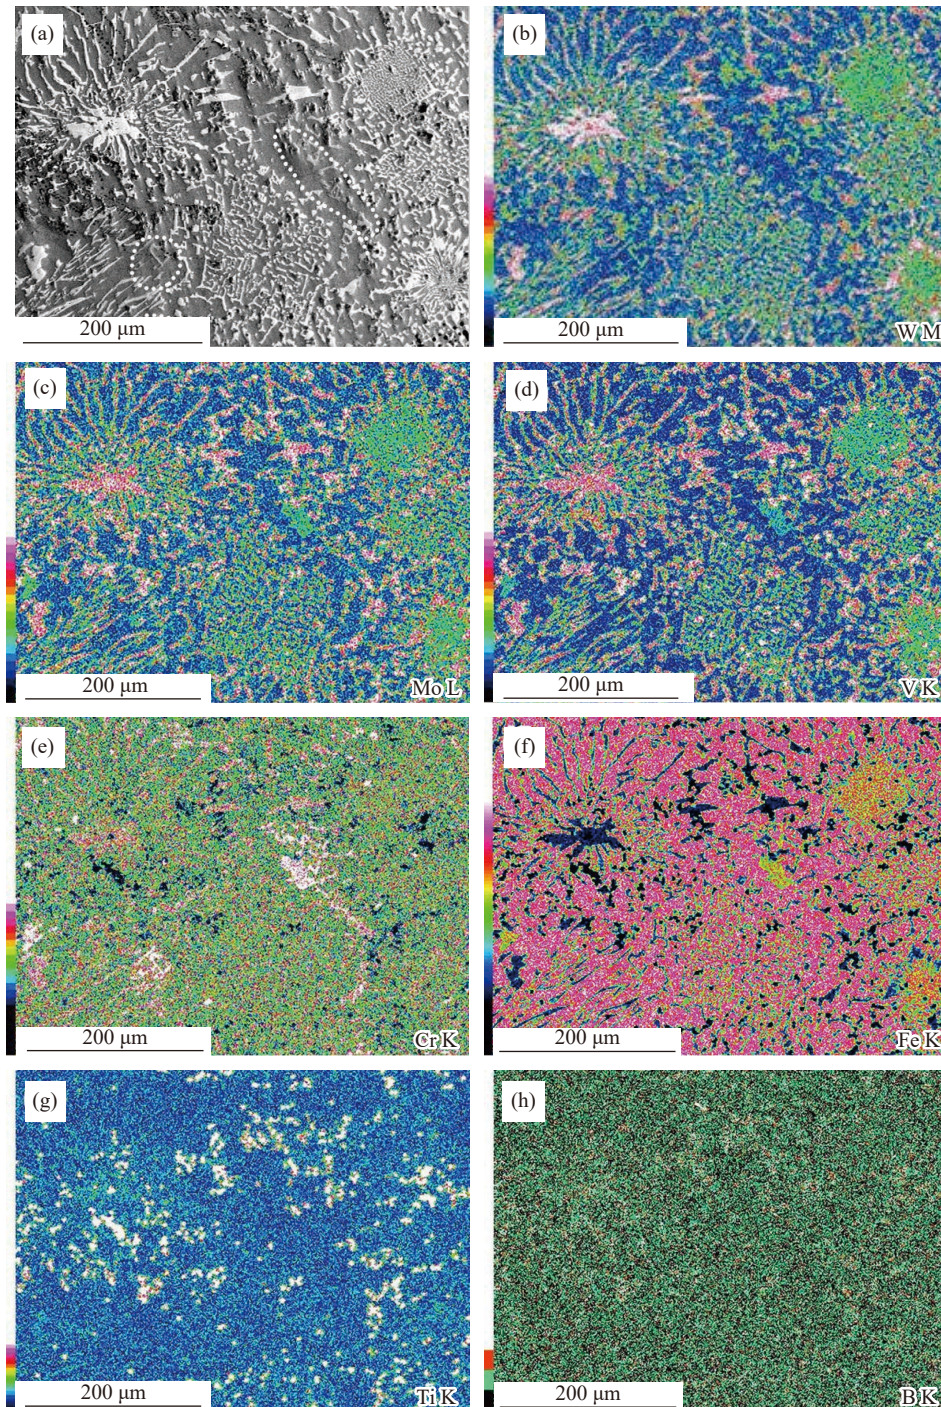 (a)
(b)
200 μm
200 μm
W M
(c)
(d)
200 μm
Mo L
200 μm
V K
(e)
(f)
200 μm
Cr K
200 μm
Fe K
(g)
(h)
200 μm
Ti K
200 μm
B K